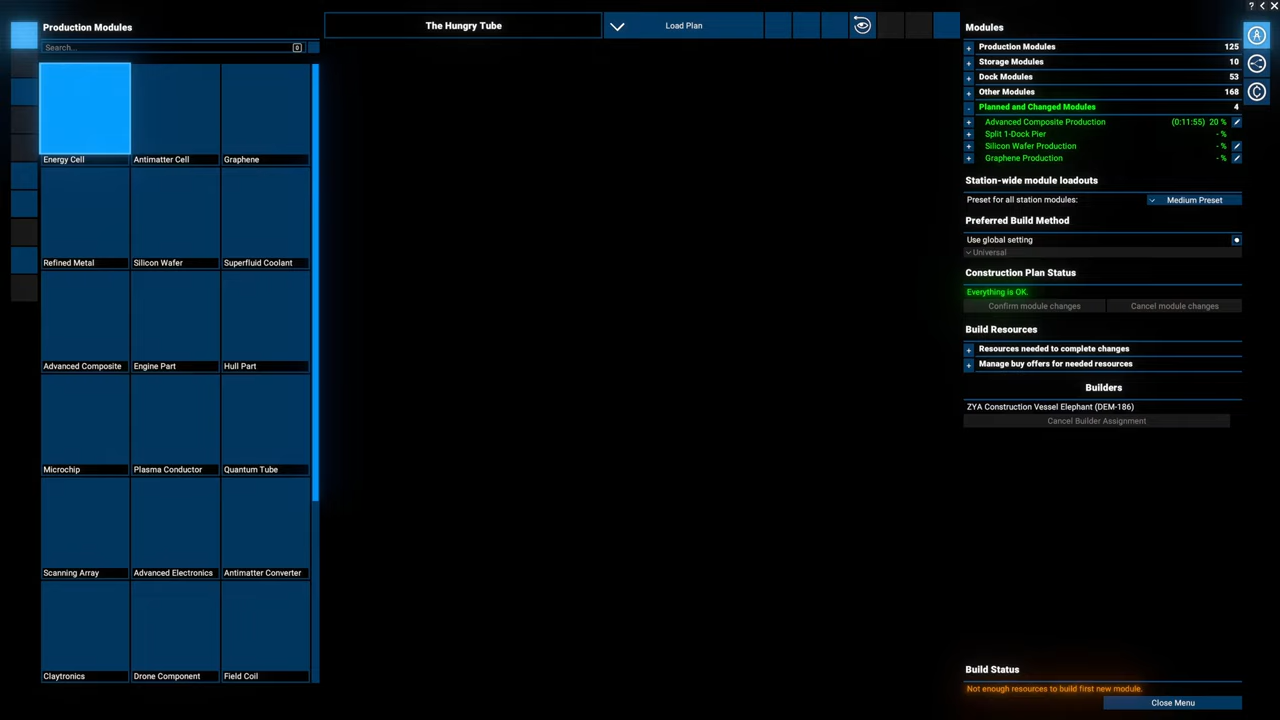 Production Modules
Search...
0
Energy Cell
Antimatter Cell
Graphene
Refined Metal
Silicon Wafer
Superfluid Coolant
Advanced Composite
Engine Part
Hull Part
Microchip
Plasma Conductor
Quantum Tube
Scanning Array
Advanced Electronics
Antimatter Converter
Claytronics
Drone Component
Field Coil
The Hungry Tube
Load Plan
?
Modules
+ Production Modules 125
+ Storage Modules 10
+ Dock Modules 53
+ Other Modules 168
- Planned and Changed Modules 4
+ Advanced Composite Production (0:11:55) 20 %
+ Split 1-Dock Pier - %
+ Silicon Wafer Production - %
+ Graphene Production - %
Station-wide module loadouts
Preset for all station modules: Medium Preset
Preferred Build Method
Use global setting
Universal
Construction Plan Status
Everything is OK.
Confirm module changes Cancel module changes
Build Resources
+ Resources needed to complete changes
+ Manage buy offers for needed resources
Builders
ZYA Construction Vessel Elephant (DEM-186)
Cancel Builder Assignment
Build Status
Not enough resources to build first new module.
Close Menu